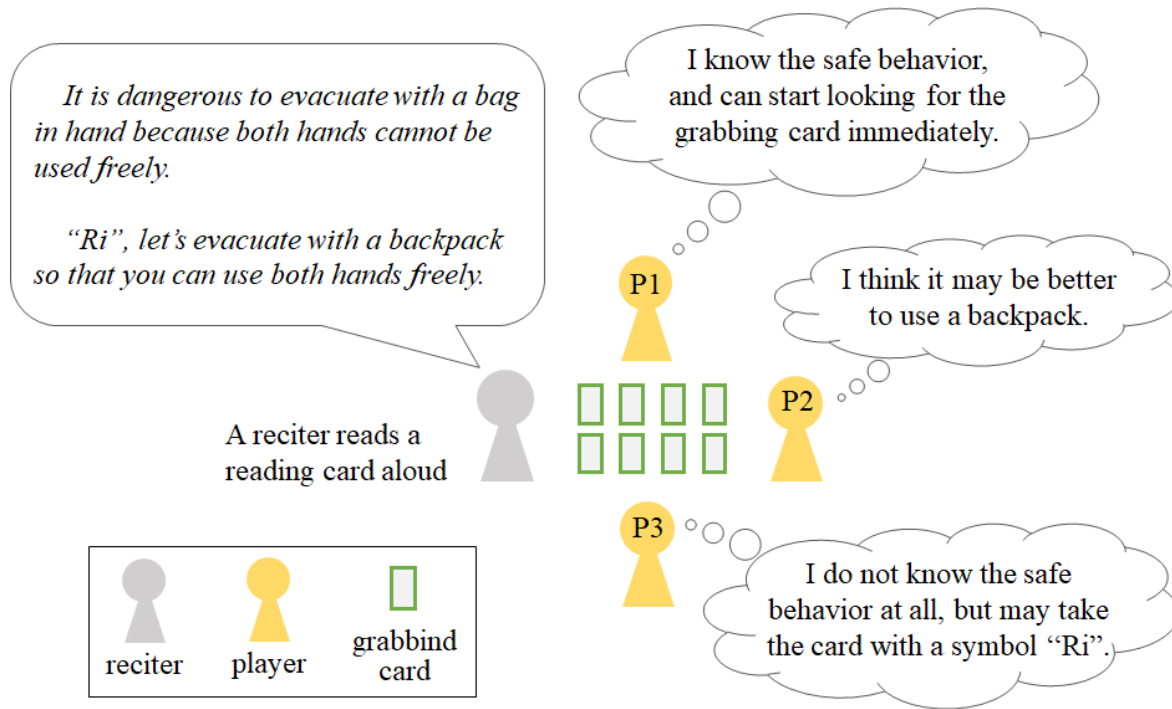 It is dangerous to evacuate with a bag
in hand because both hands cannot be
used freely.
“Ri”, let’s evacuate with a backpack
so that you can use both hands freely.
I know the safe behavior,
and can start looking for the
grabbing card immediately.
P1
I think it may be better
to use a backpack.
P2
A reciter reads a
reading card aloud
P3
I do not know the safe
behavior at all, but may take
the card with a symbol “Ri”.
reciter
player
grabbind
card